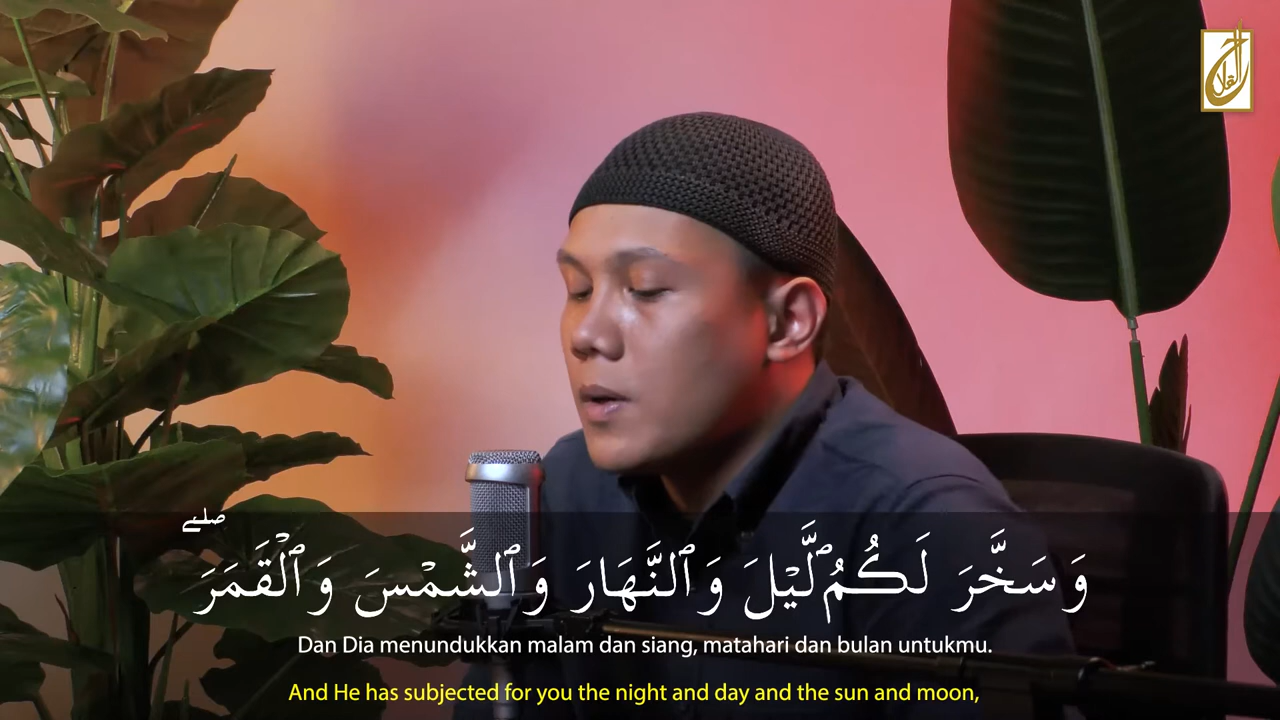 وَسَخَّرَ لَكُمُ ٱلَّيْلَ وَٱلنَّهَارَ وَٱلشَّمْسَ وَٱلْقَمَرَ ۖ
Dan Dia menundukkan malam dan siang, matahari dan bulan untukmu.
And He has subjected for you the night and day and the sun and moon,